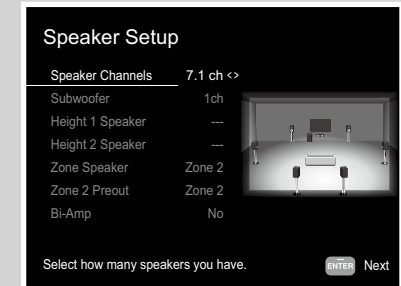 Speaker Setup
Speaker Channels 7.1 ch <>
Subwoofer 1ch
Height 1 Speaker ---
Height 2 Speaker ---
Zone Speaker Zone 2
Zone 2 Preout Zone 2
Bi-Amp No
Select how many speakers you have.
ENTER Next